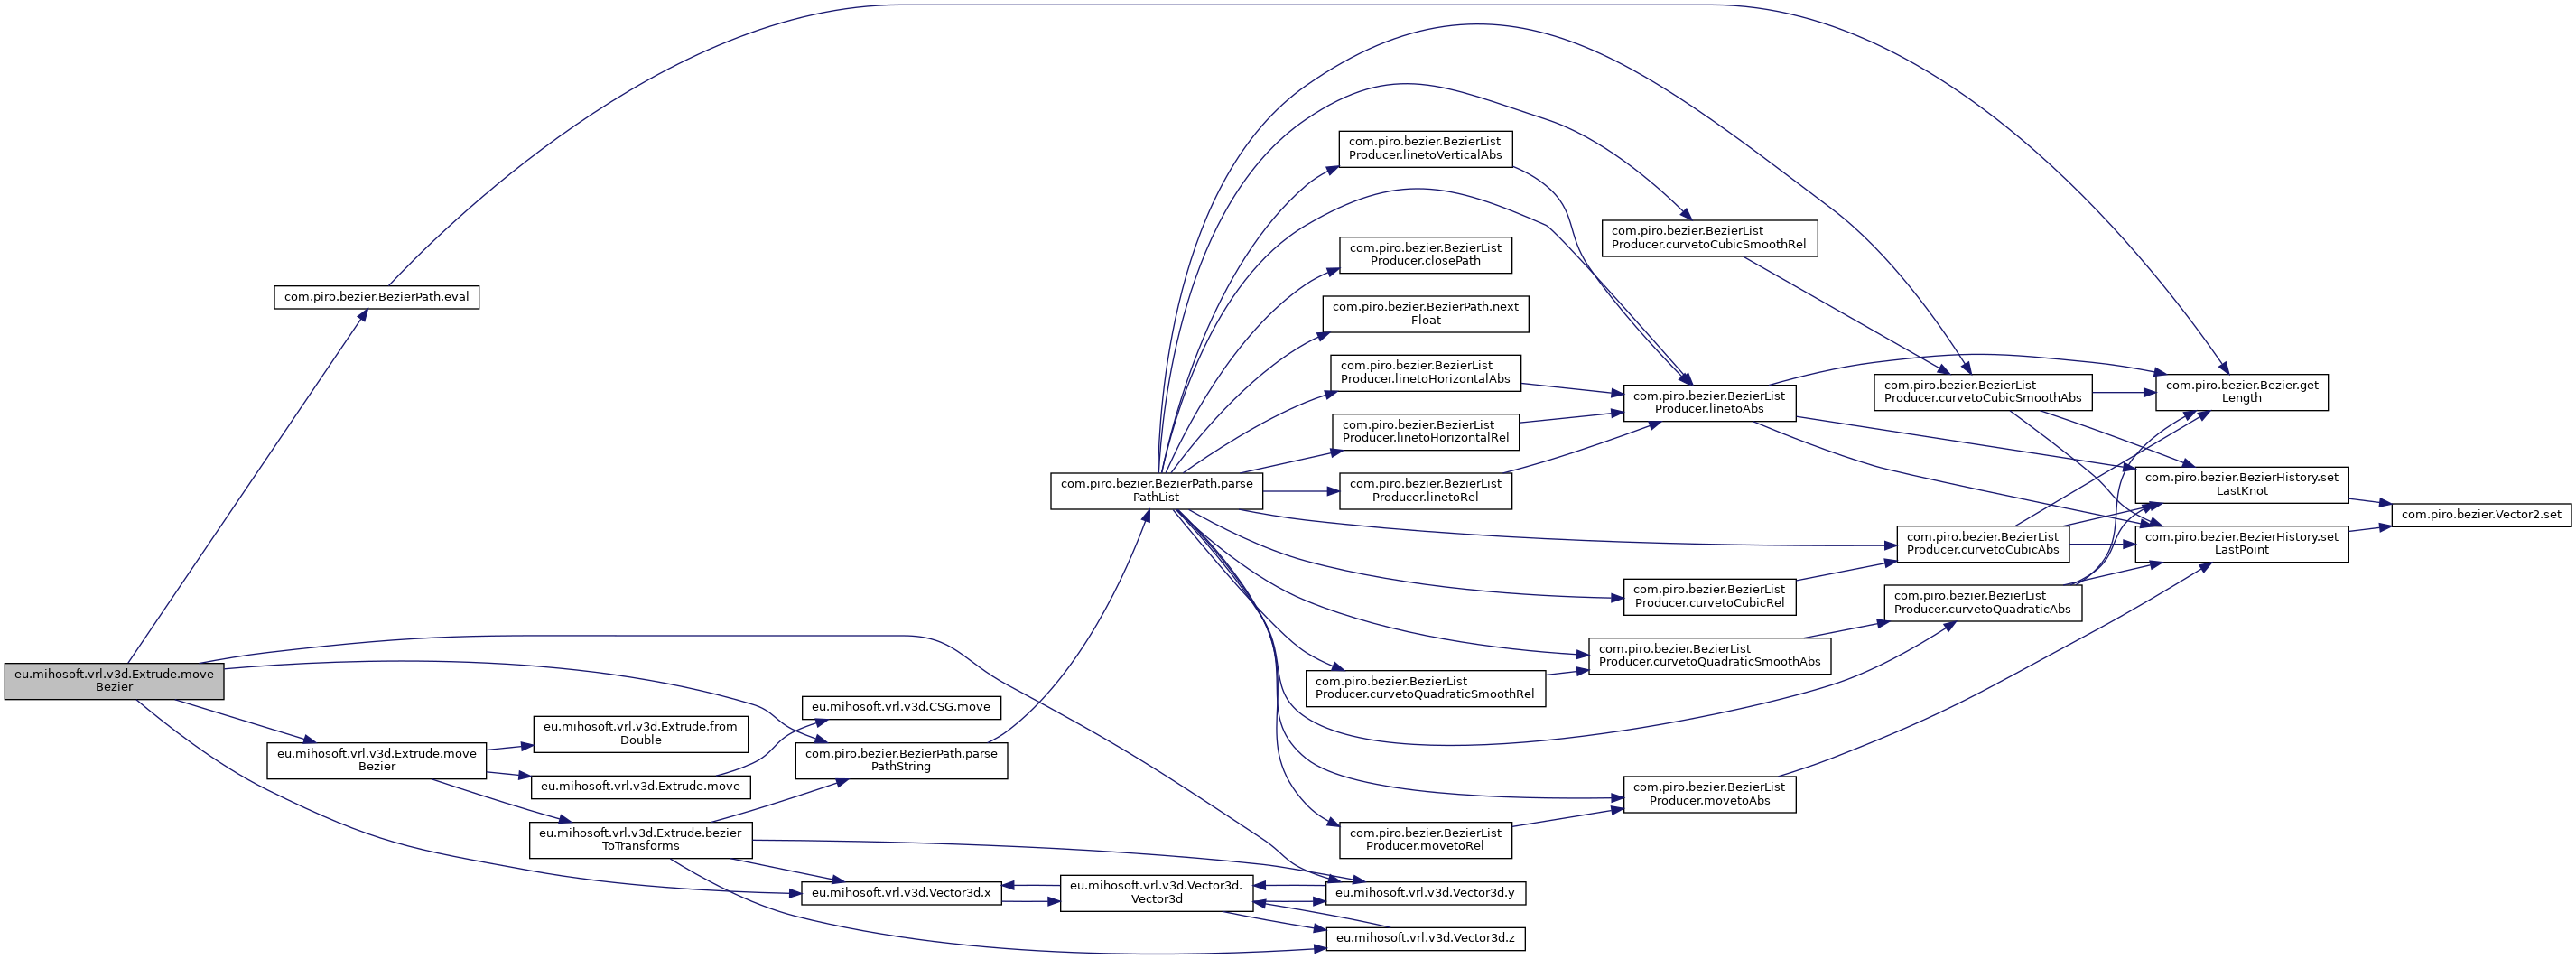 eu.mihosoft.vrl.v3d.Extrude.move
Bezier
com.piro.bezier.BezierPath.eval
eu.mihosoft.vrl.v3d.Extrude.move
Bezier
eu.mihosoft.vrl.v3d.Extrude.from
Double
eu.mihosoft.vrl.v3d.Extrude.move
eu.mihosoft.vrl.v3d.Extrude.bezier
ToTransforms
eu.mihosoft.vrl.v3d.CSG.move
com.piro.bezier.BezierPath.parse
PathString
eu.mihosoft.vrl.v3d.Vector3d.x
com.piro.bezier.BezierPath.parse
PathList
eu.mihosoft.vrl.v3d.Vector3d.
Vector3d
com.piro.bezier.BezierList
Producer.linetoVerticalAbs
com.piro.bezier.BezierList
Producer.closePath
com.piro.bezier.BezierPath.next
Float
com.piro.bezier.BezierList
Producer.linetoHorizontalAbs
com.piro.bezier.BezierList
Producer.linetoHorizontalRel
com.piro.bezier.BezierList
Producer.linetoRel
com.piro.bezier.BezierList
Producer.curvetoQuadraticSmoothRel
com.piro.bezier.BezierList
Producer.movetoRel
eu.mihosoft.vrl.v3d.Vector3d.y
eu.mihosoft.vrl.v3d.Vector3d.z
com.piro.bezier.BezierList
Producer.curvetoCubicSmoothRel
com.piro.bezier.BezierList
Producer.linetoAbs
com.piro.bezier.BezierList
Producer.curvetoCubicRel
com.piro.bezier.BezierList
Producer.curvetoQuadraticSmoothAbs
com.piro.bezier.BezierList
Producer.movetoAbs
com.piro.bezier.BezierList
Producer.curvetoCubicSmoothAbs
com.piro.bezier.BezierList
Producer.curvetoCubicAbs
com.piro.bezier.BezierList
Producer.curvetoQuadraticAbs
com.piro.bezier.Bezier.get
Length
com.piro.bezier.BezierHistory.set
LastKnot
com.piro.bezier.BezierHistory.set
LastPoint
com.piro.bezier.Vector2.set